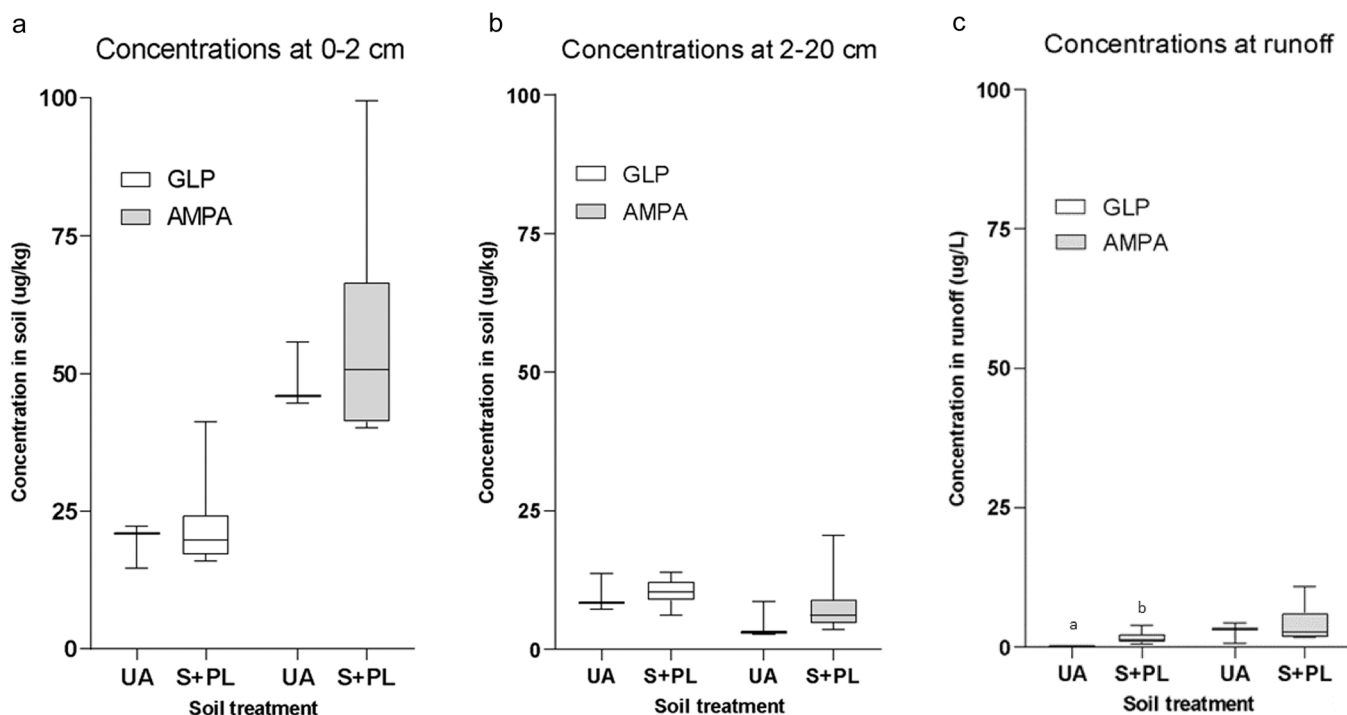 a
Concentrations at 0-2 cm
Concentration in soil (ug/kg)
100
75
50
25
0
GLP
AMPA
UA S+PL UA S+PL
Soil treatment
b
Concentrations at 2-20 cm
Concentration in soil (ug/kg)
100
75
50
25
0
GLP
AMPA
UA S+PL UA S+PL
Soil treatment
c
Concentrations at runoff
Concentration in runoff (ug/L)
100
75
50
25
0
GLP
AMPA
a
b
UA S+PL UA S+PL
Soil treatment